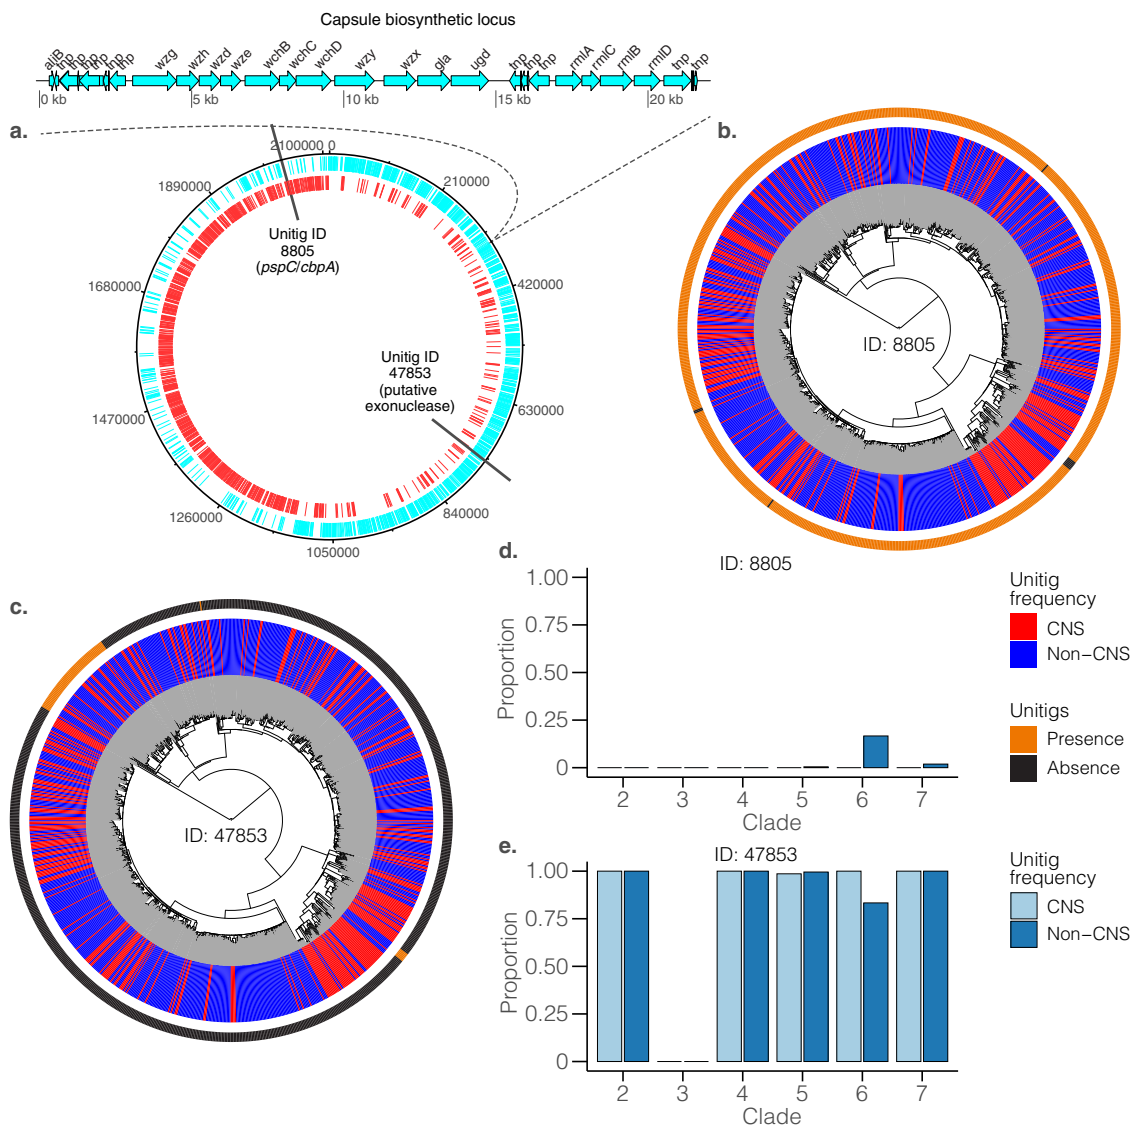 Capsule biosynthetic locus
aliB tnp tnp tnp tnp tnp tnp wzg wzh wzd wze wchB wchC wchD wzy wzx gla ugd tnp tnp tnp rmlA rmlC rmlB rmlD tnp tnp
0 kb 5 kb 10 kb 15 kb 20 kb
a.
2100000 0
210000
420000
630000
840000
1050000
1260000
1470000
1680000
1890000
Unitig ID
8805
(pspC/cbpA)
Unitig ID
47853
(putative
exonuclease)
b.
ID: 8805
c.
ID: 47853
d.
ID: 8805
1.00
0.75
0.50
0.25
0
Proportion
2 3 4 5 6 7
Clade
Unitig
frequency
CNS
Non–CNS
Unitigs
Presence
Absence
e.
ID: 47853
1.00
0.75
0.50
0.25
0
Proportion
2 3 4 5 6 7
Clade
Unitig
frequency
CNS
Non–CNS